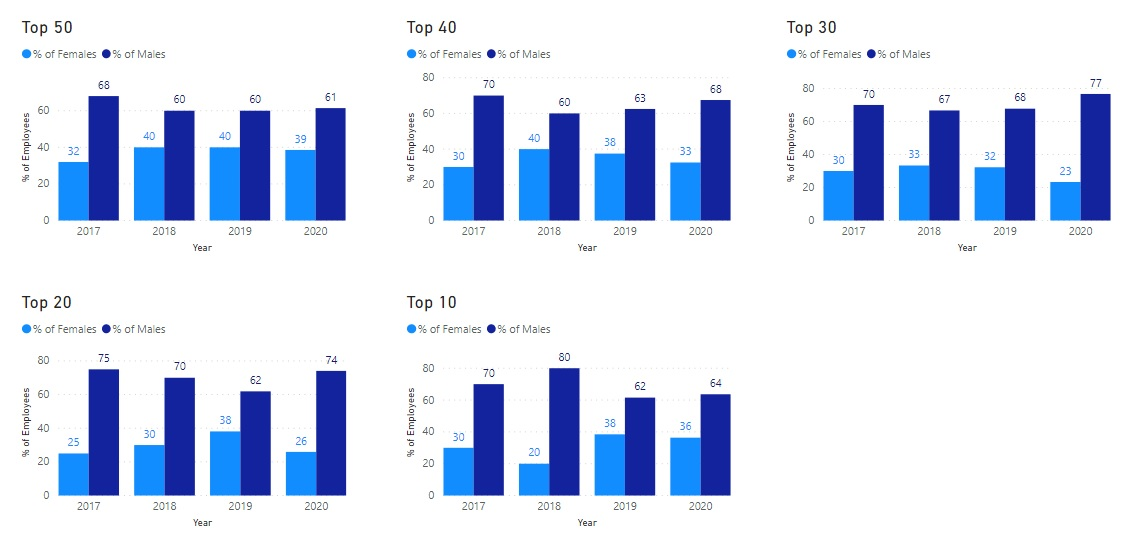 Top 50
% of Females % of Males
68
60
60
61
32
40
40
39
60
40
20
0
% of Employees
2017 2018 2019 2020
Year
Top 40
% of Females % of Males
70
60
63
68
30
40
38
33
80
60
40
20
0
% of Employees
2017 2018 2019 2020
Year
Top 30
% of Females % of Males
70
67
68
77
30
33
32
23
80
60
40
20
0
% of Employees
2017 2018 2019 2020
Year
Top 20
% of Females % of Males
75
70
62
74
25
30
38
26
80
60
40
20
0
% of Employees
2017 2018 2019 2020
Year
Top 10
% of Females % of Males
70
80
62
64
30
20
38
36
80
60
40
20
0
% of Employees
2017 2018 2019 2020
Year